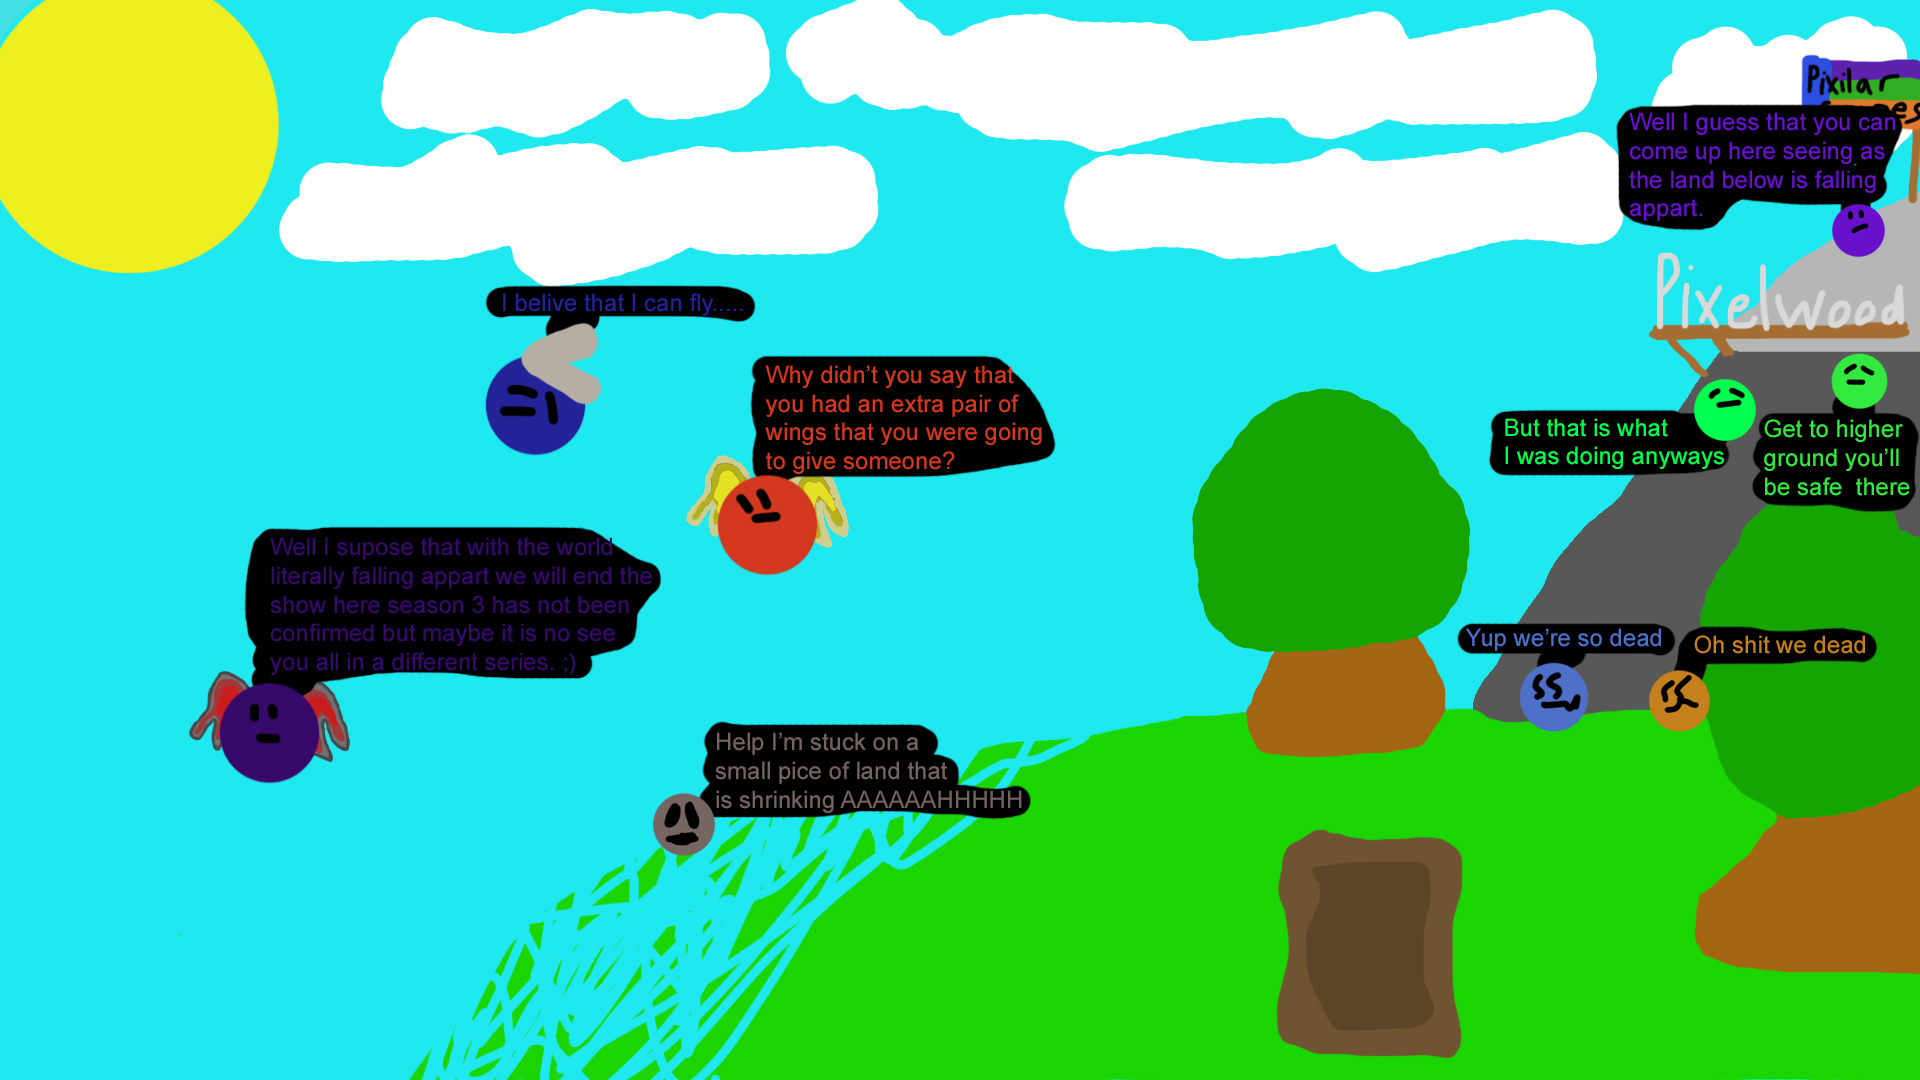 Pixilar
Well I guess that you can
come up here seeing as
the land below is falling
appart.
Pixelwood
I belive that I can fly.....
Why didn't you say that
you had an extra pair of
wings that you were going
to give someone?
But that is what
I was doing anyways
Get to higher
ground you'll
be safe there
Well I supose that with the world
literally falling appart we will end the
show here season 3 has not been
confirmed but maybe it is no see
you all in a different series. ;)
Yup we're so dead
Oh shit we dead
Help I'm stuck on a
small pice of land that
is shrinking AAAAAAHHHHH